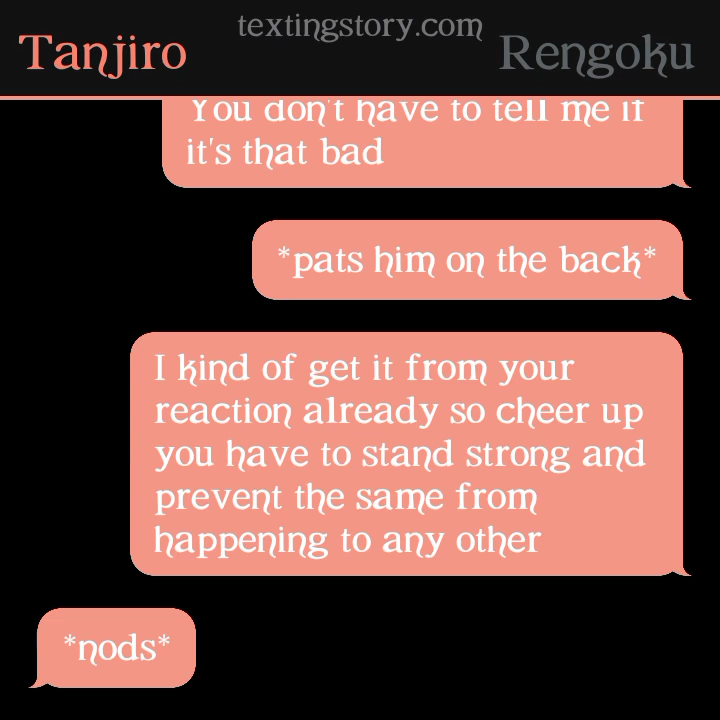 textingstory.com
Tanjiro
Rengoku
You don't have to tell me if
it's that bad
*pats him on the back*
I kind of get it from your
reaction already so cheer up
you have to stand strong and
prevent the same from
happening to any other
*nods*